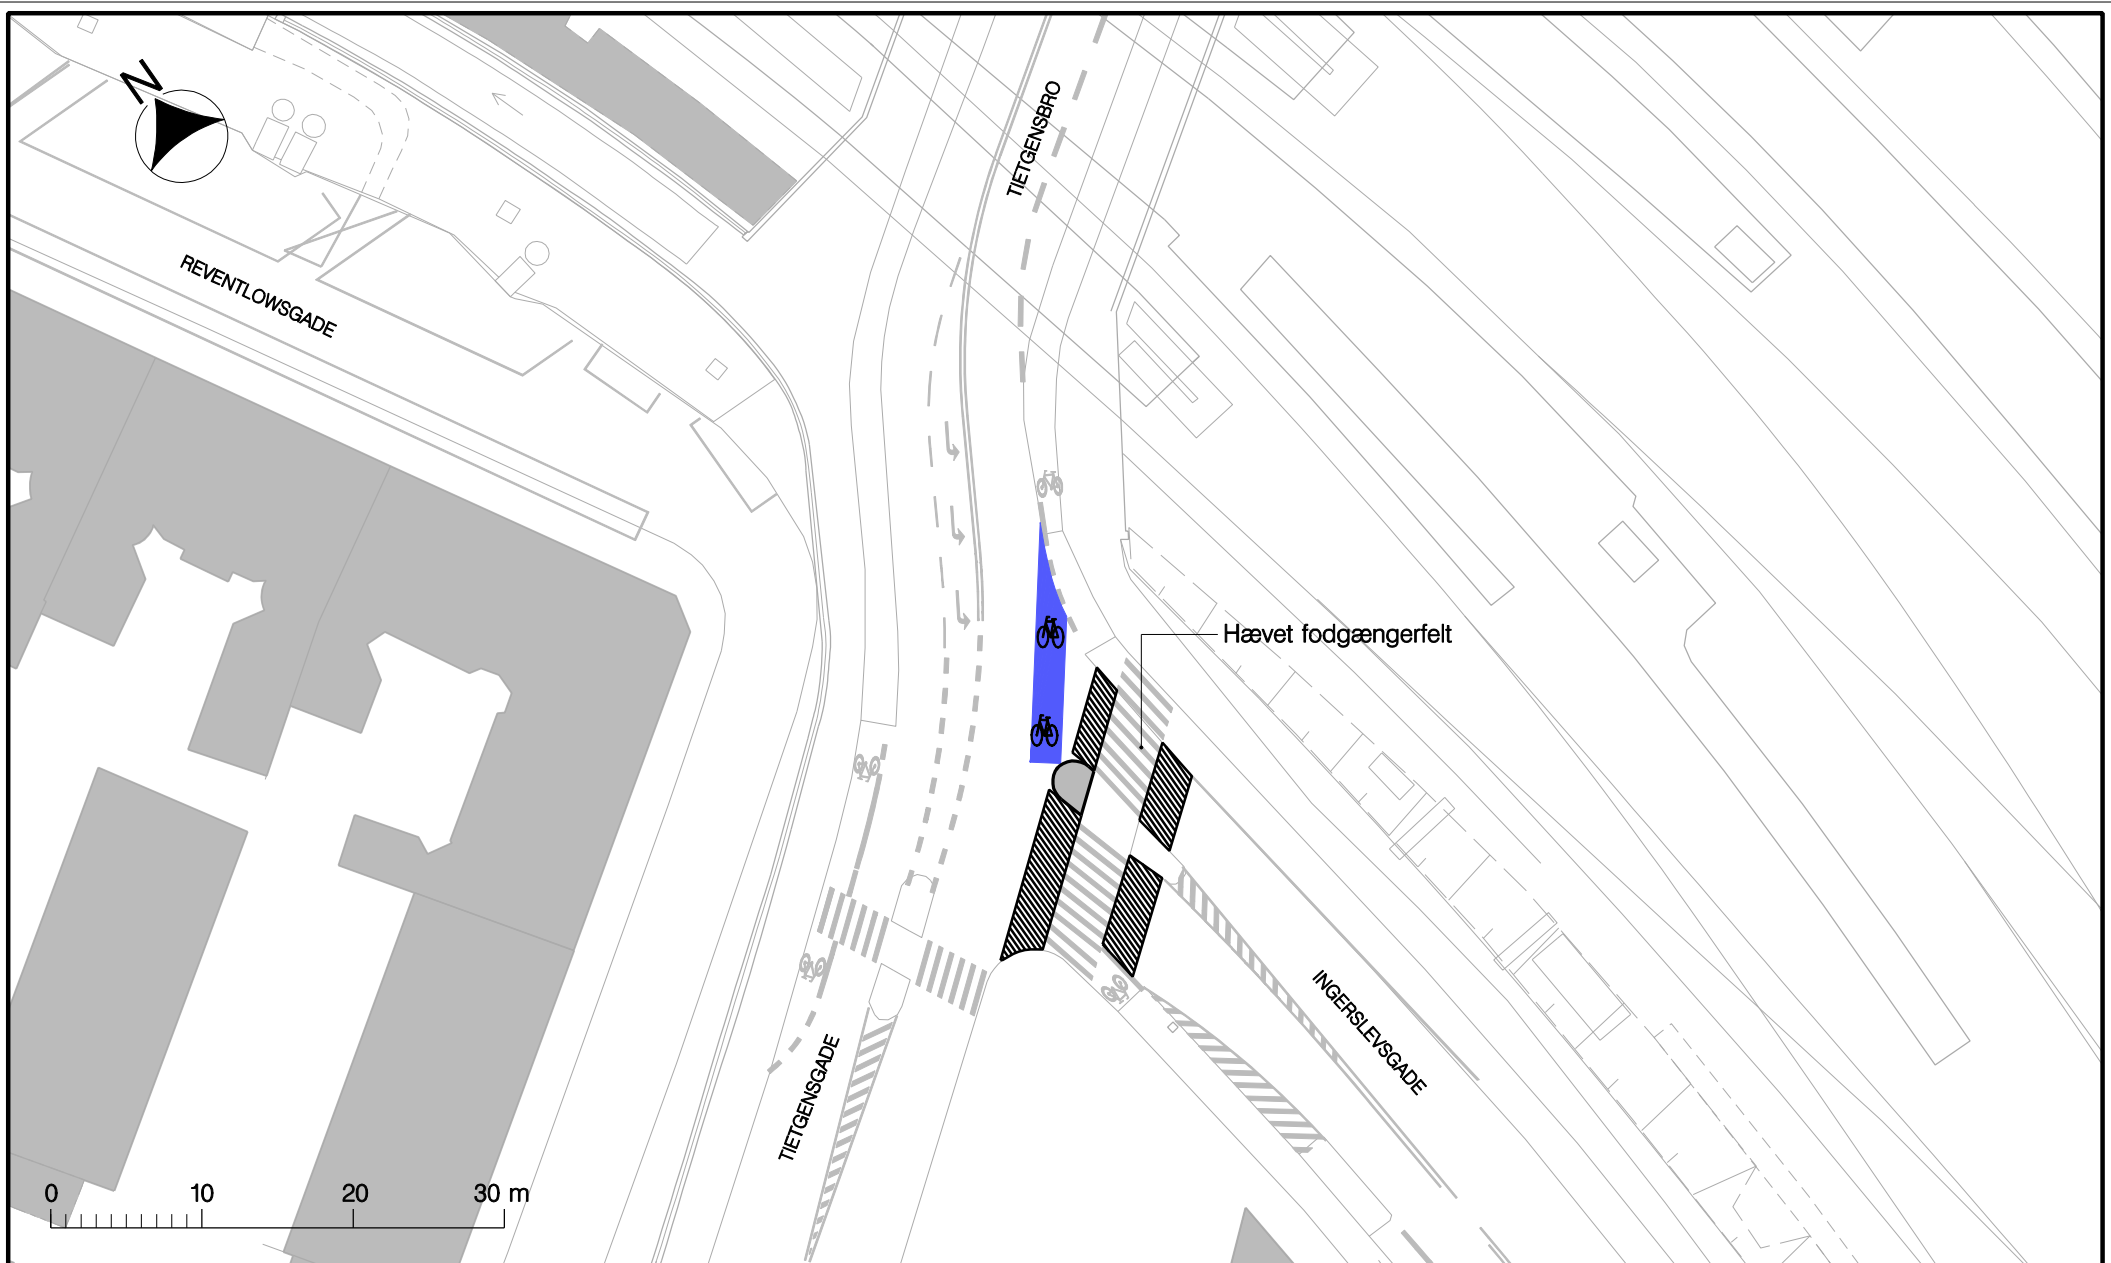 N
TIETGENSBRO
REVENTLOWSGADE
Hævet fodgængerfelt
INGERSLEVSGADE
TIETGENSGADE
0 10 20 30 m